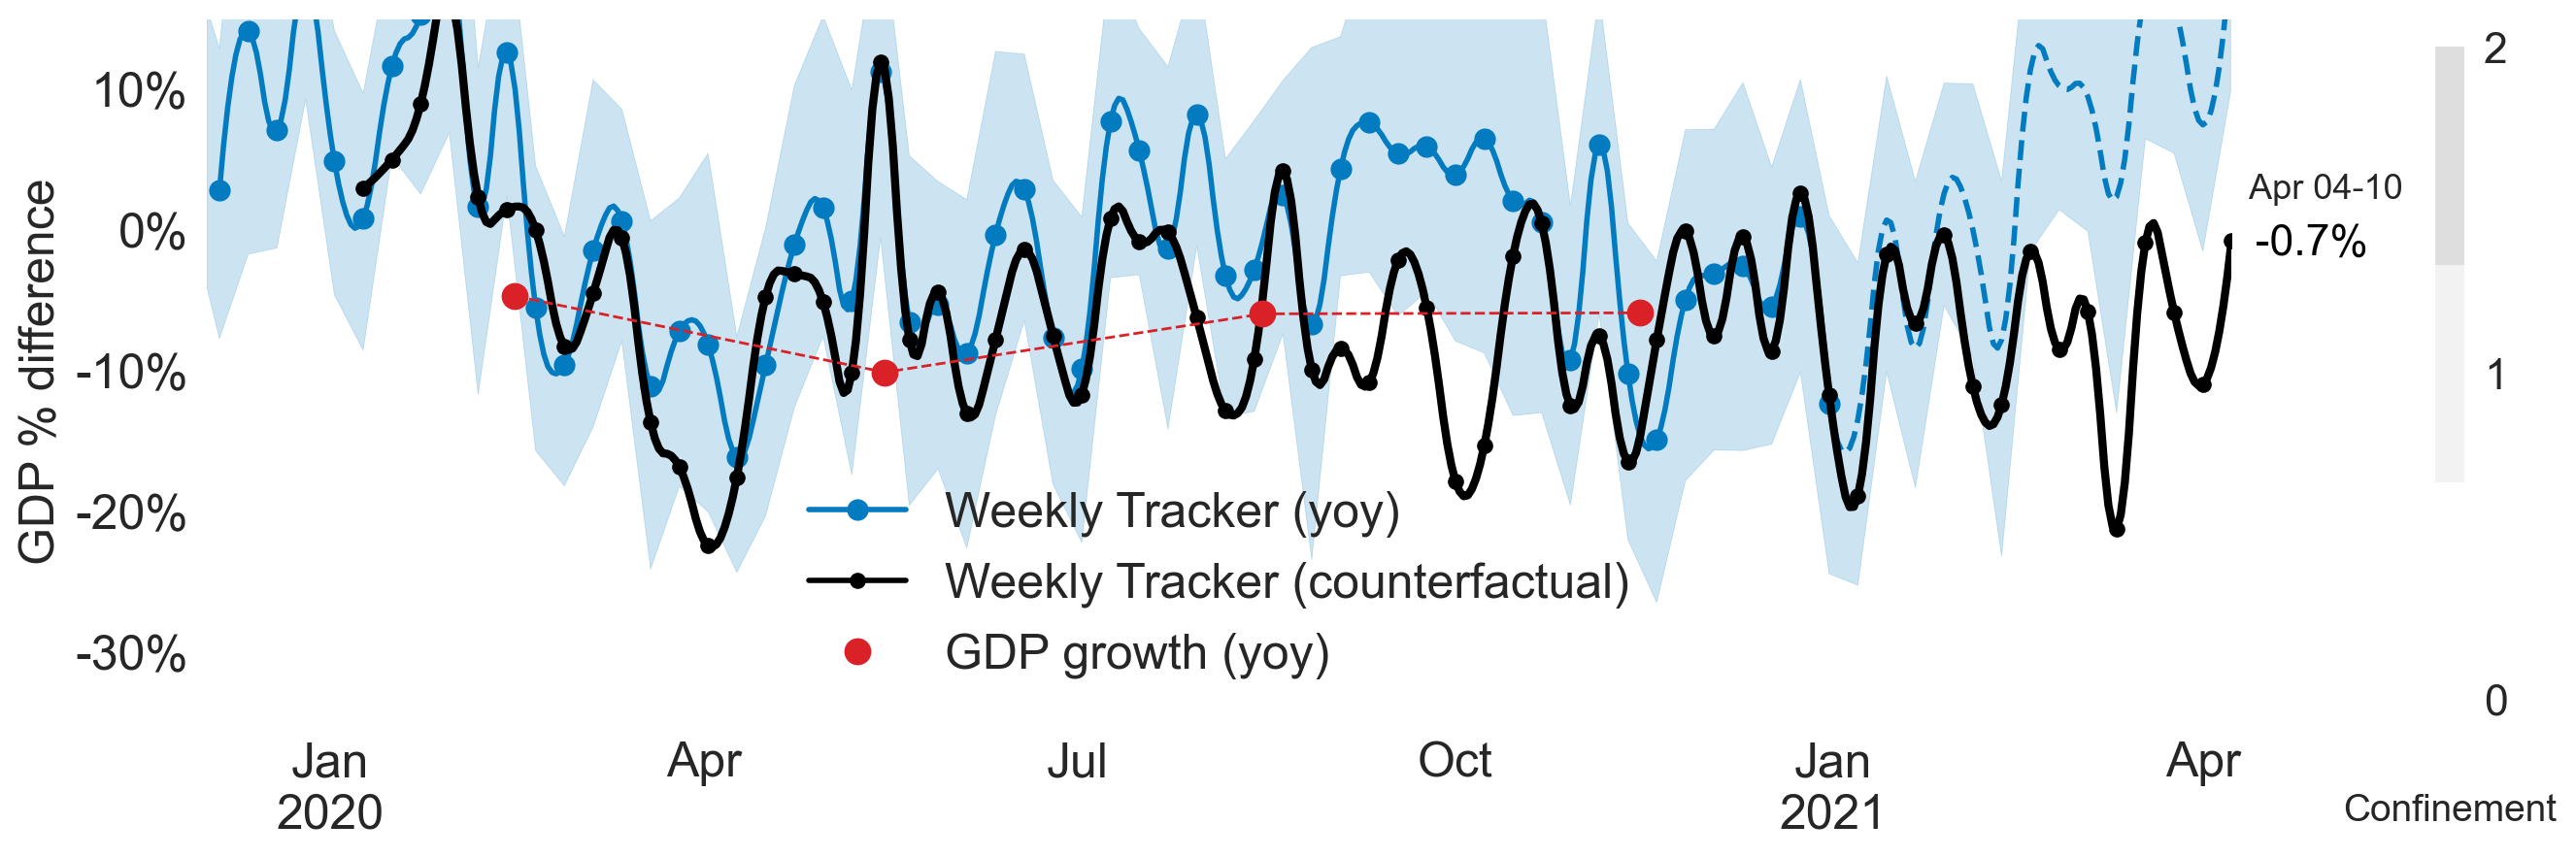 GDP % difference
10%
0%
-10%
-20%
-30%
Weekly Tracker (yoy)
Weekly Tracker (counterfactual)
GDP growth (yoy)
Jan
2020
Apr
Jul
Oct
Jan
2021
Apr
Apr 04-10
-0.7%
2
1
0
Confinement